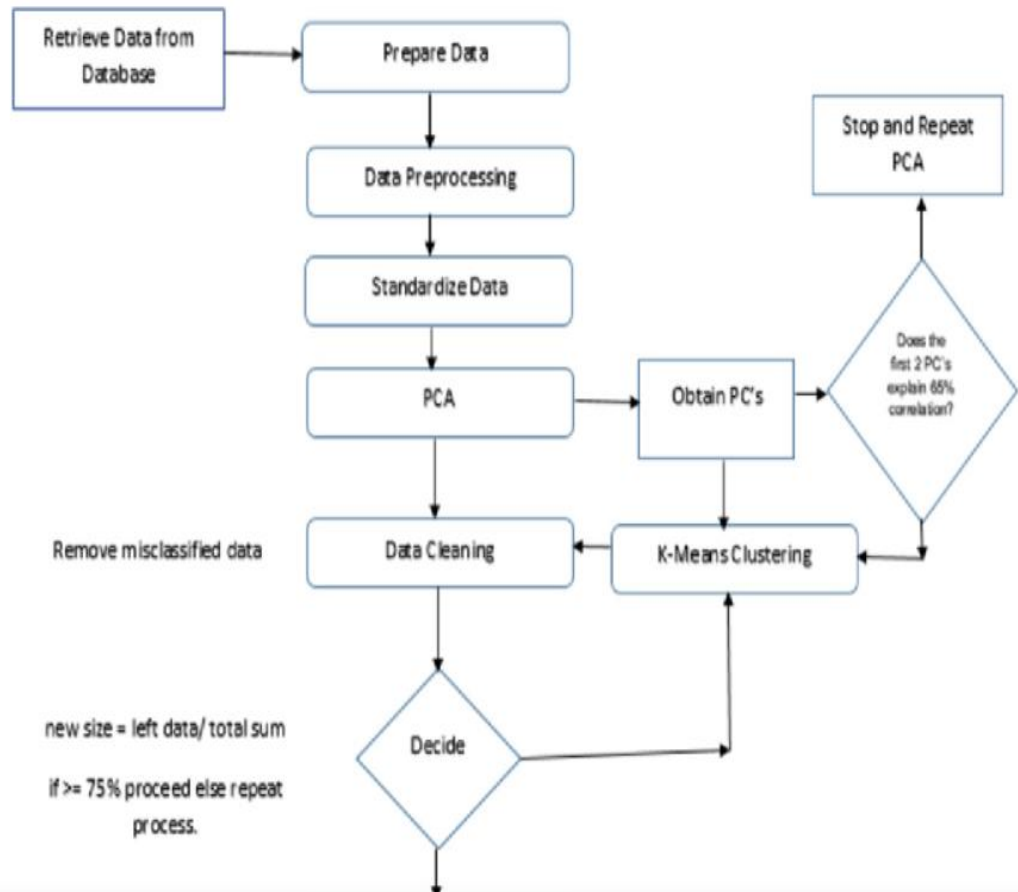 Retrieve Data from
Database
Prepare Data
Data Preprocessing
Standardize Data
PCA
Obtain PC's
Does the
first 2 PC's
explain 65%
correlation?
Stop and Repeat
PCA
Remove misclassified data
Data Cleaning
K-Means Clustering
new size = left data/ total sum
if >= 75% proceed else repeat
process.
Decide